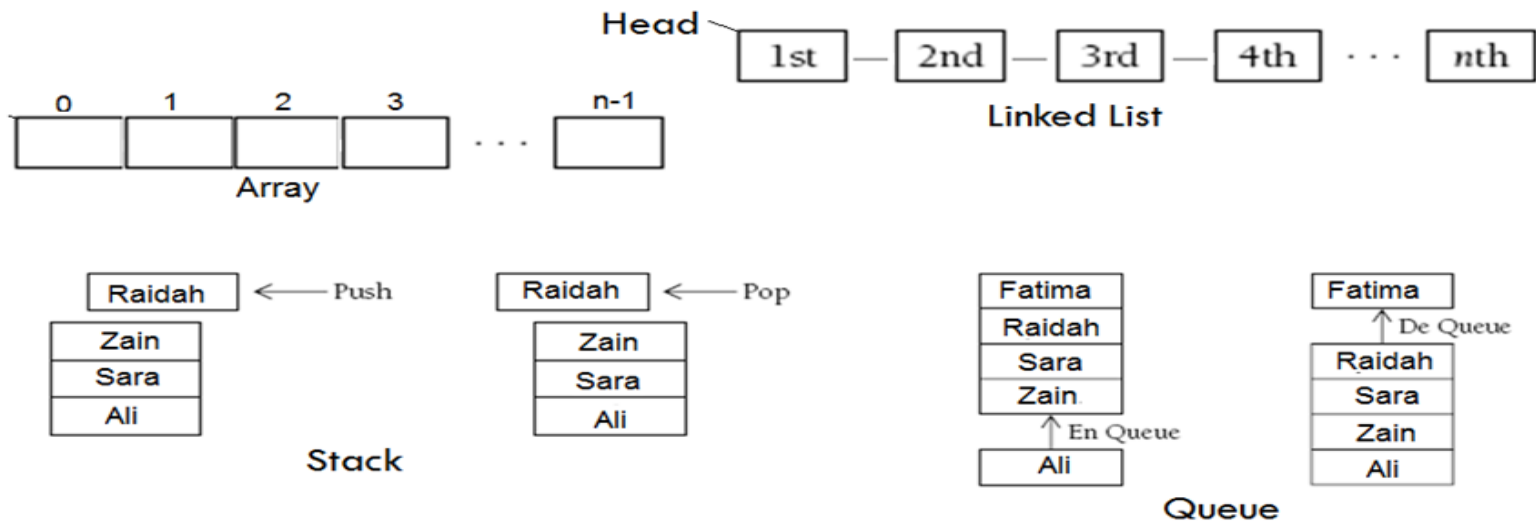 Head
1st — 2nd — 3rd — 4th · · · nth
Linked List
0 1 2 3 n-1
· · ·
Array
Raidah ← Push
Zain
Sara
Ali
Raidah ← Pop
Zain
Sara
Ali
Stack
Fatima
Raidah
Sara
Zain
En Queue
Ali
Fatima
De Queue
Raidah
Sara
Zain
Ali
Queue